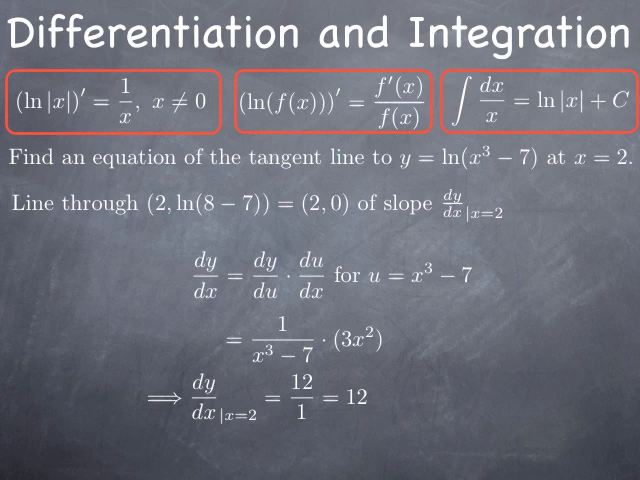 Differentiation and Integration
(ln |x|)′ = 1/x, x ≠ 0
(ln(f(x)))′ = f′(x)/f(x)
∫ dx/x = ln |x| + C
Find an equation of the tangent line to y = ln(x³ − 7) at x = 2.
Line through (2, ln(8 − 7)) = (2, 0) of slope dy/dx |x=2
dy/dx = dy/du · du/dx for u = x³ − 7
= 1/(x³ − 7) · (3x²)
⟹ dy/dx |x=2 = 12/1 = 12